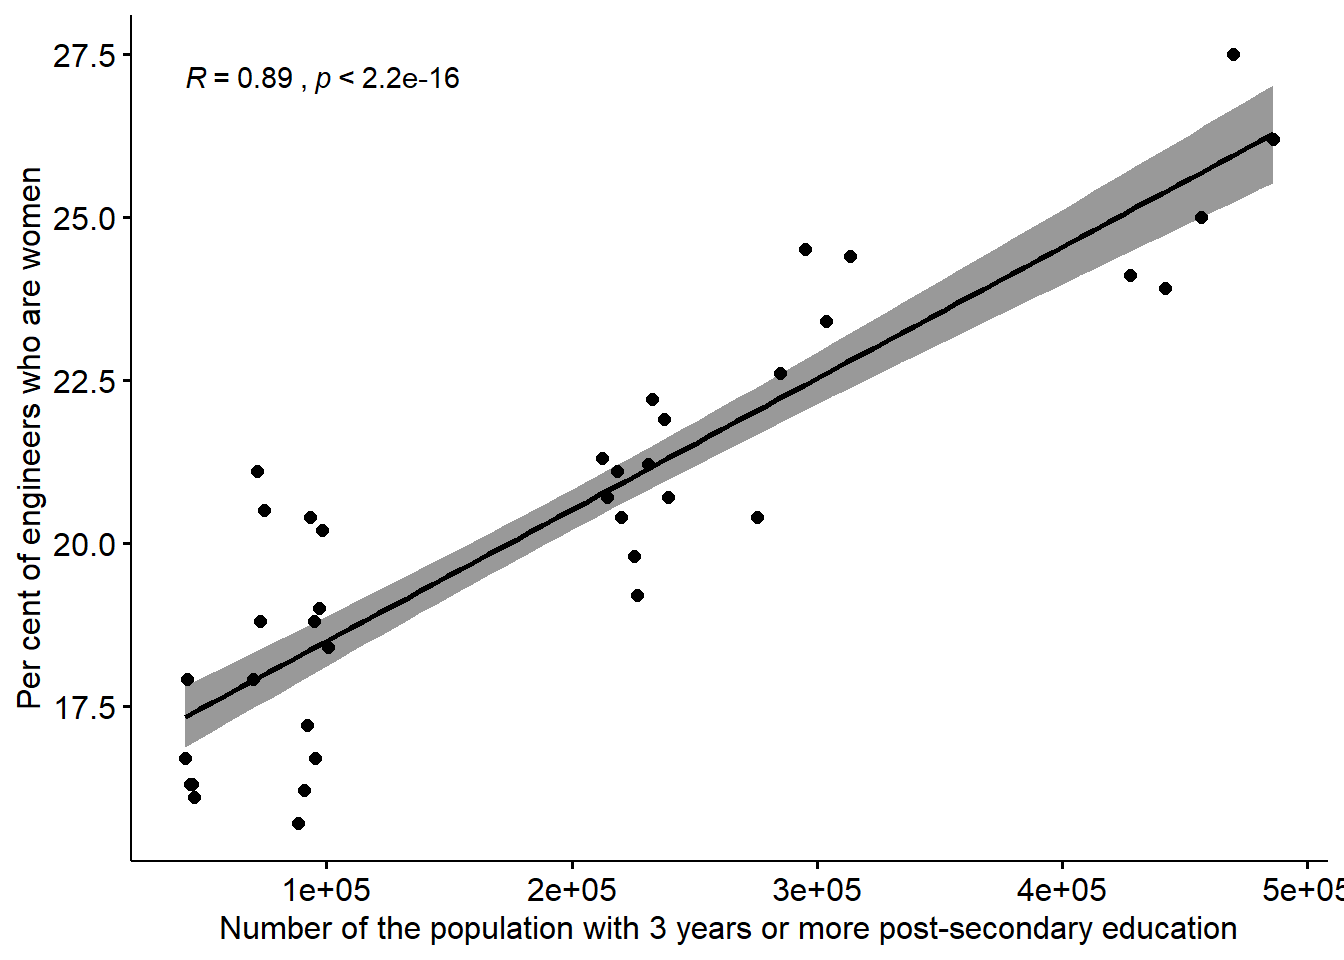 27.5
R = 0.89 , p < 2.2e-16
25.0
22.5
20.0
17.5
Per cent of engineers who are women
1e+05 2e+05 3e+05 4e+05 5e+05
Number of the population with 3 years or more post-secondary education